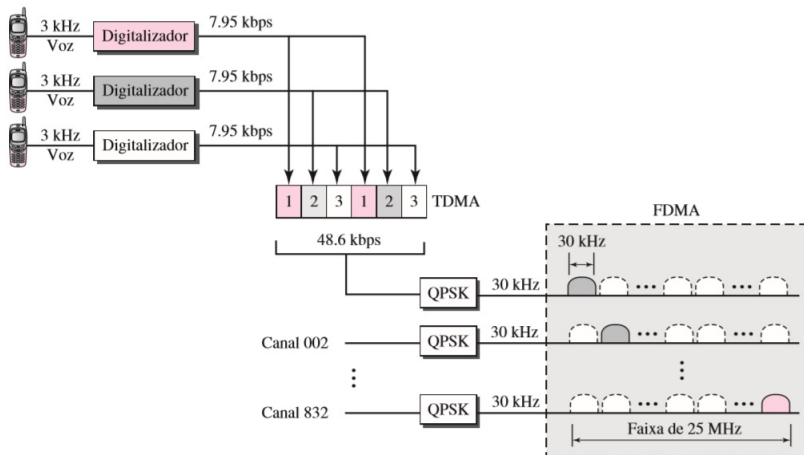 3 kHz
Voz
Digitalizador
7.95 kbps
3 kHz
Voz
Digitalizador
7.95 kbps
3 kHz
Voz
Digitalizador
7.95 kbps
1 2 3 1 2 3 TDMA
48.6 kbps
FDMA
30 kHz
QPSK 30 kHz
Canal 002 QPSK 30 kHz
Canal 832 QPSK 30 kHz
Faixa de 25 MHz